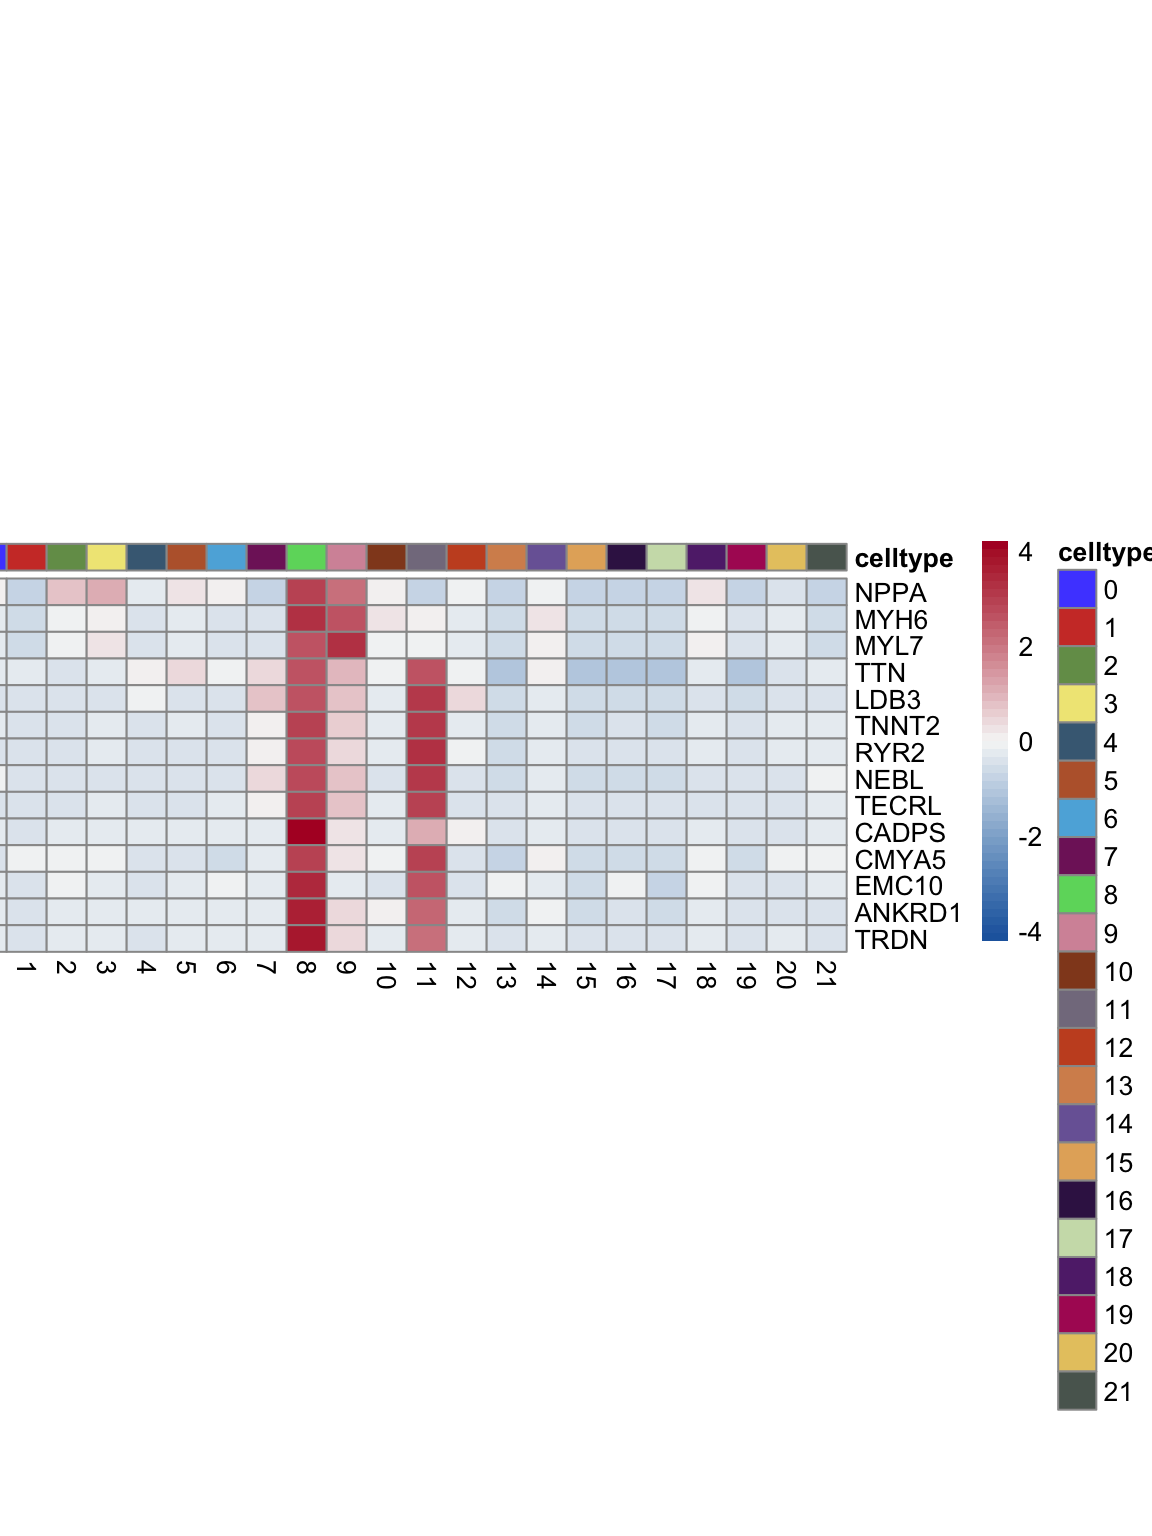 celltype
NPPA
MYH6
MYL7
TTN
LDB3
TNNT2
RYR2
NEBL
TECRL
CADPS
CMYA5
EMC10
ANKRD1
TRDN
1 2 3 4 5 6 7 8 9 10 11 12 13 14 15 16 17 18 19 20 21
4
2
0
-2
-4
celltype
0
1
2
3
4
5
6
7
8
9
10
11
12
13
14
15
16
17
18
19
20
21